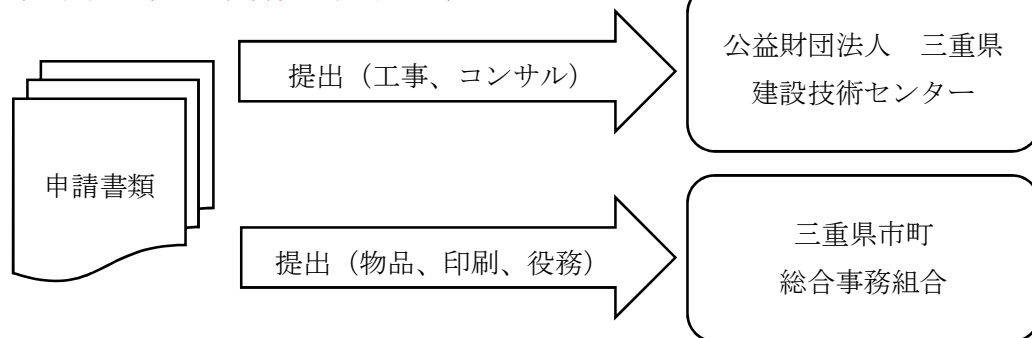 提出（工事、コンサル）
公益財団法人　三重県
建設技術センター
申請書類
提出（物品、印刷、役務）
三重県市町
総合事務組合